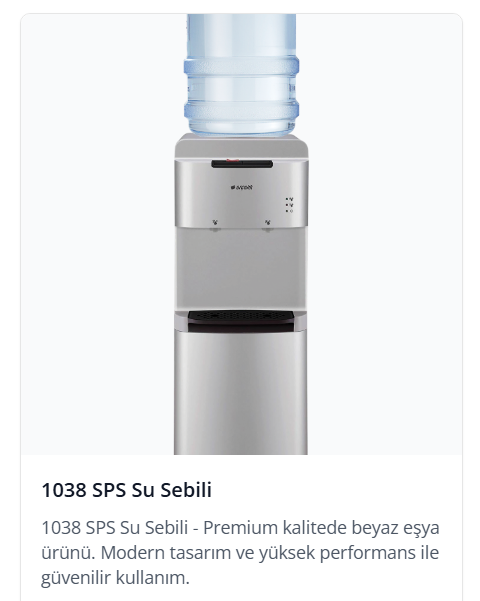 1038 SPS Su Sebili
1038 SPS Su Sebili - Premium kalitede beyaz eşya
ürünü. Modern tasarım ve yüksek performans ile
güvenilir kullanım.